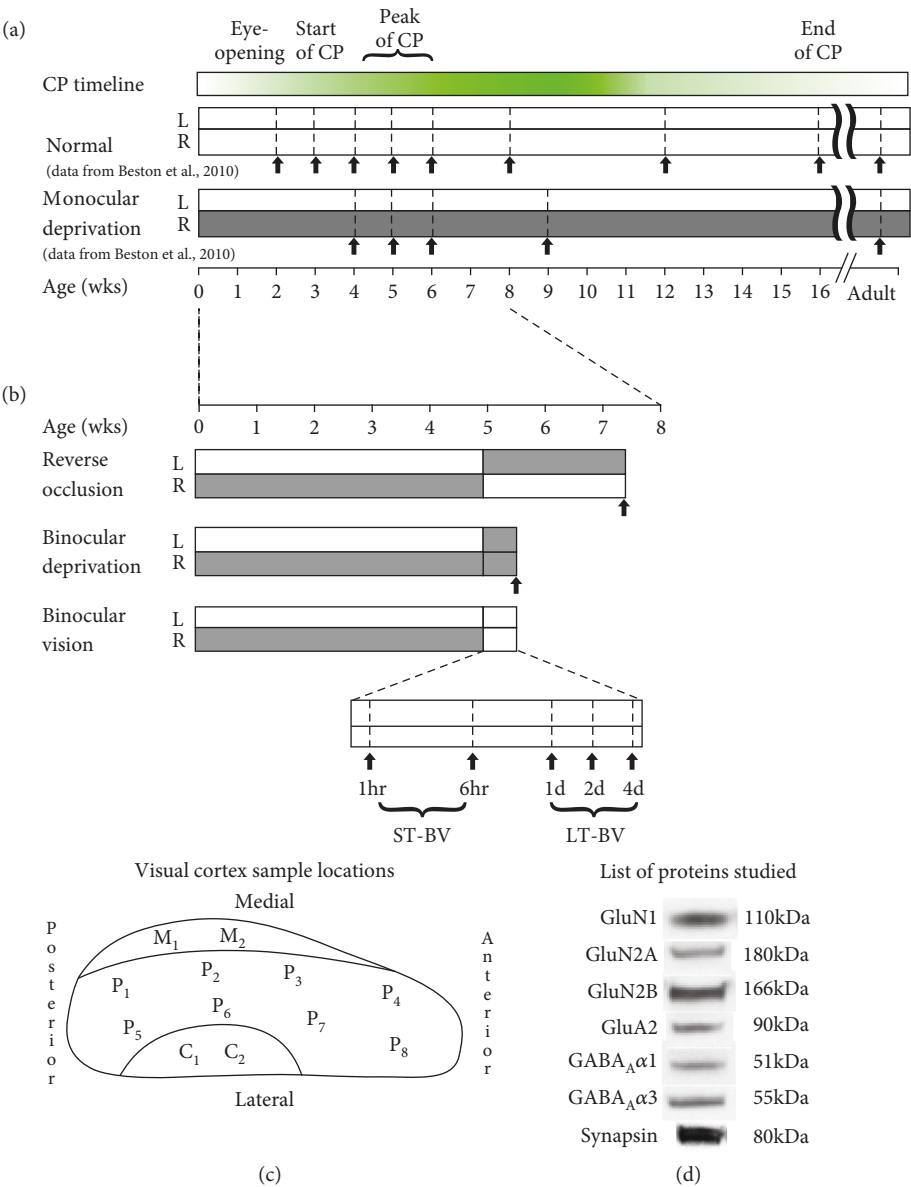 (a)
Eye-
opening
Start
of CP
Peak
of CP
End
of CP
CP timeline
Normal
(data from Beston et al., 2010)
L
R
Monocular
deprivation
(data from Beston et al., 2010)
L
R
Age (wks)
0 1 2 3 4 5 6 7 8 9 10 11 12 13 14 15 16 Adult
(b)
Age (wks)
0 1 2 3 4 5 6 7 8
Reverse
occlusion
L
R
Binocular
deprivation
L
R
Binocular
vision
L
R
1hr 6hr 1d 2d 4d
ST-BV LT-BV
Visual cortex sample locations
Medial
Posterior
Anterior
M1 M2
P1 P2 P3 P4
P5 P6 P7 P8
C1 C2
Lateral
(c)
List of proteins studied
GluN1 110kDa
GluN2A 180kDa
GluN2B 166kDa
GluA2 90kDa
GABAAα1 51kDa
GABAAα3 55kDa
Synapsin 80kDa
(d)